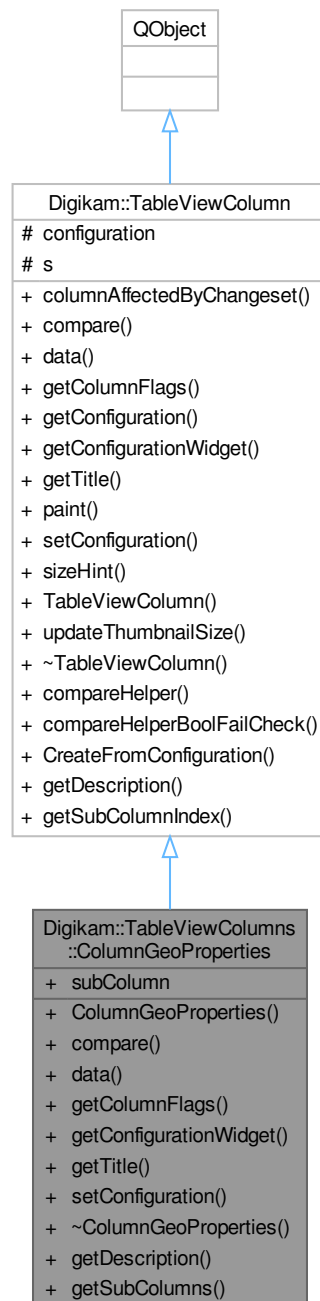 QObject
Digikam::TableViewColumn
# configuration
# s
+ columnAffectedByChangeset()
+ compare()
+ data()
+ getColumnFlags()
+ getConfiguration()
+ getConfigurationWidget()
+ getTitle()
+ paint()
+ setConfiguration()
+ sizeHint()
+ TableViewColumn()
+ updateThumbnailSize()
+ ~TableViewColumn()
+ compareHelper()
+ compareHelperBoolFailCheck()
+ CreateFromConfiguration()
+ getDescription()
+ getSubColumnIndex()
Digikam::TableViewColumns
::ColumnGeoProperties
+ subColumn
+ ColumnGeoProperties()
+ compare()
+ data()
+ getColumnFlags()
+ getConfigurationWidget()
+ getTitle()
+ setConfiguration()
+ ~ColumnGeoProperties()
+ getDescription()
+ getSubColumns()